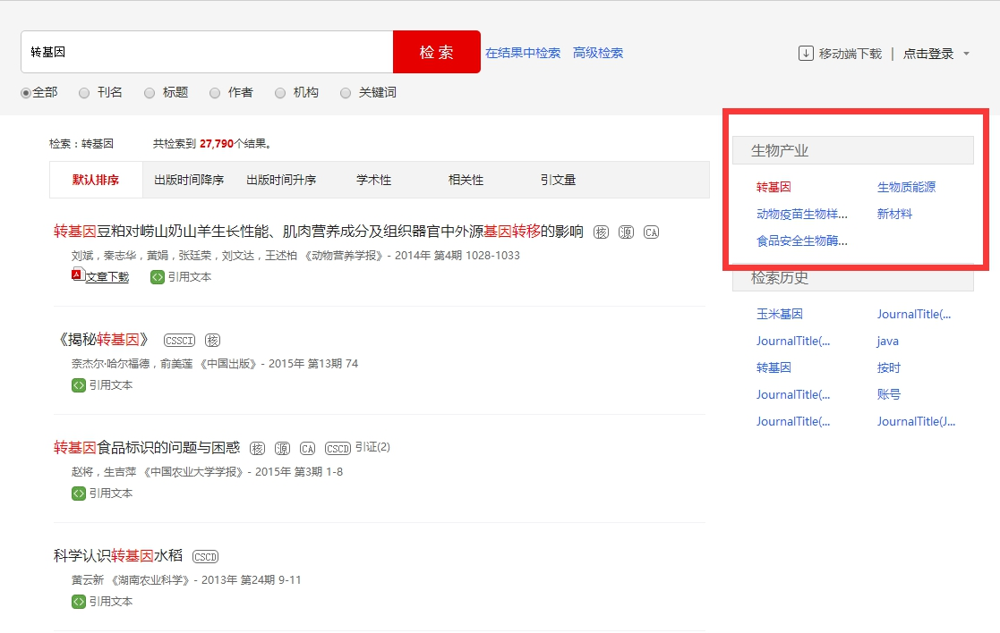 转基因
检 索
在结果中检索 高级检索
移动端下载 | 点击登录
全部 刊名 标题 作者 机构 关键词
检索：转基因 共检索到 27,790个结果。
默认排序 出版时间降序 出版时间升序 学术性 相关性 引文量
转基因豆粕对崂山奶山羊生长性能、肌肉营养成分及组织器官中外源基因转移的影响 核 源 CA
刘斌，秦志华，黄娟，张廷荣，刘文达，王述柏 《动物营养学报》- 2014年 第4期 1028-1033
文章下载 引用文本
《揭秘转基因》 CSSCI 核
奈杰尔·哈尔福德，俞美莲 《中国出版》- 2015年 第13期 74
引用文本
转基因食品标识的问题与困惑 核 源 CA CSCD 引证(2)
赵将，生吉萍 《中国农业大学学报》- 2015年 第3期 1-8
引用文本
科学认识转基因水稻 CSCD
黄云新 《湖南农业科学》- 2013年 第24期 9-11
引用文本
生物产业
转基因 生物质能源
动物疫苗生物样... 新材料
食品安全生物酶...
检索历史
玉米基因 JournalTitle(...
JournalTitle(... java
转基因 按时
JournalTitle(... 账号
JournalTitle(... JournalTitle(J...